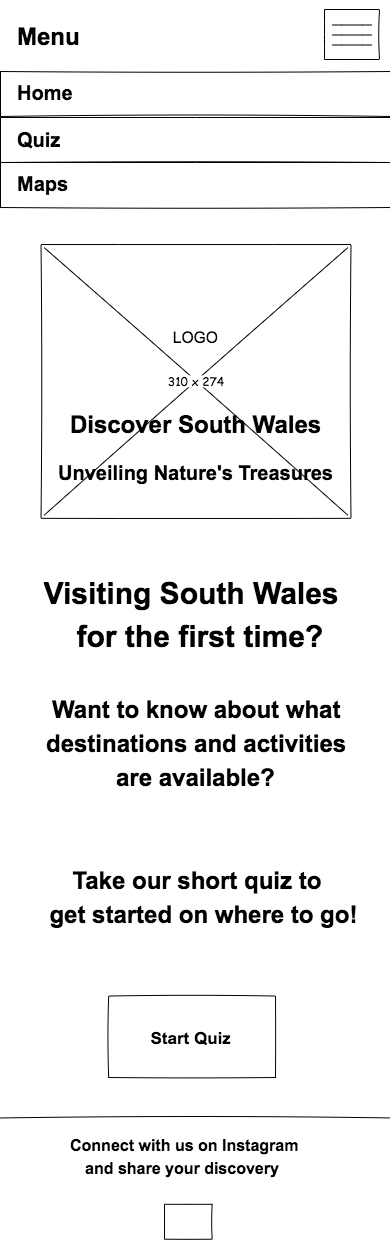 Menu
Home
Quiz
Maps
LOGO
310 x 274
Discover South Wales
Unveiling Nature's Treasures
Visiting South Wales
for the first time?
Want to know about what
destinations and activities
are available?
Take our short quiz to
get started on where to go!
Start Quiz
Connect with us on Instagram
and share your discovery